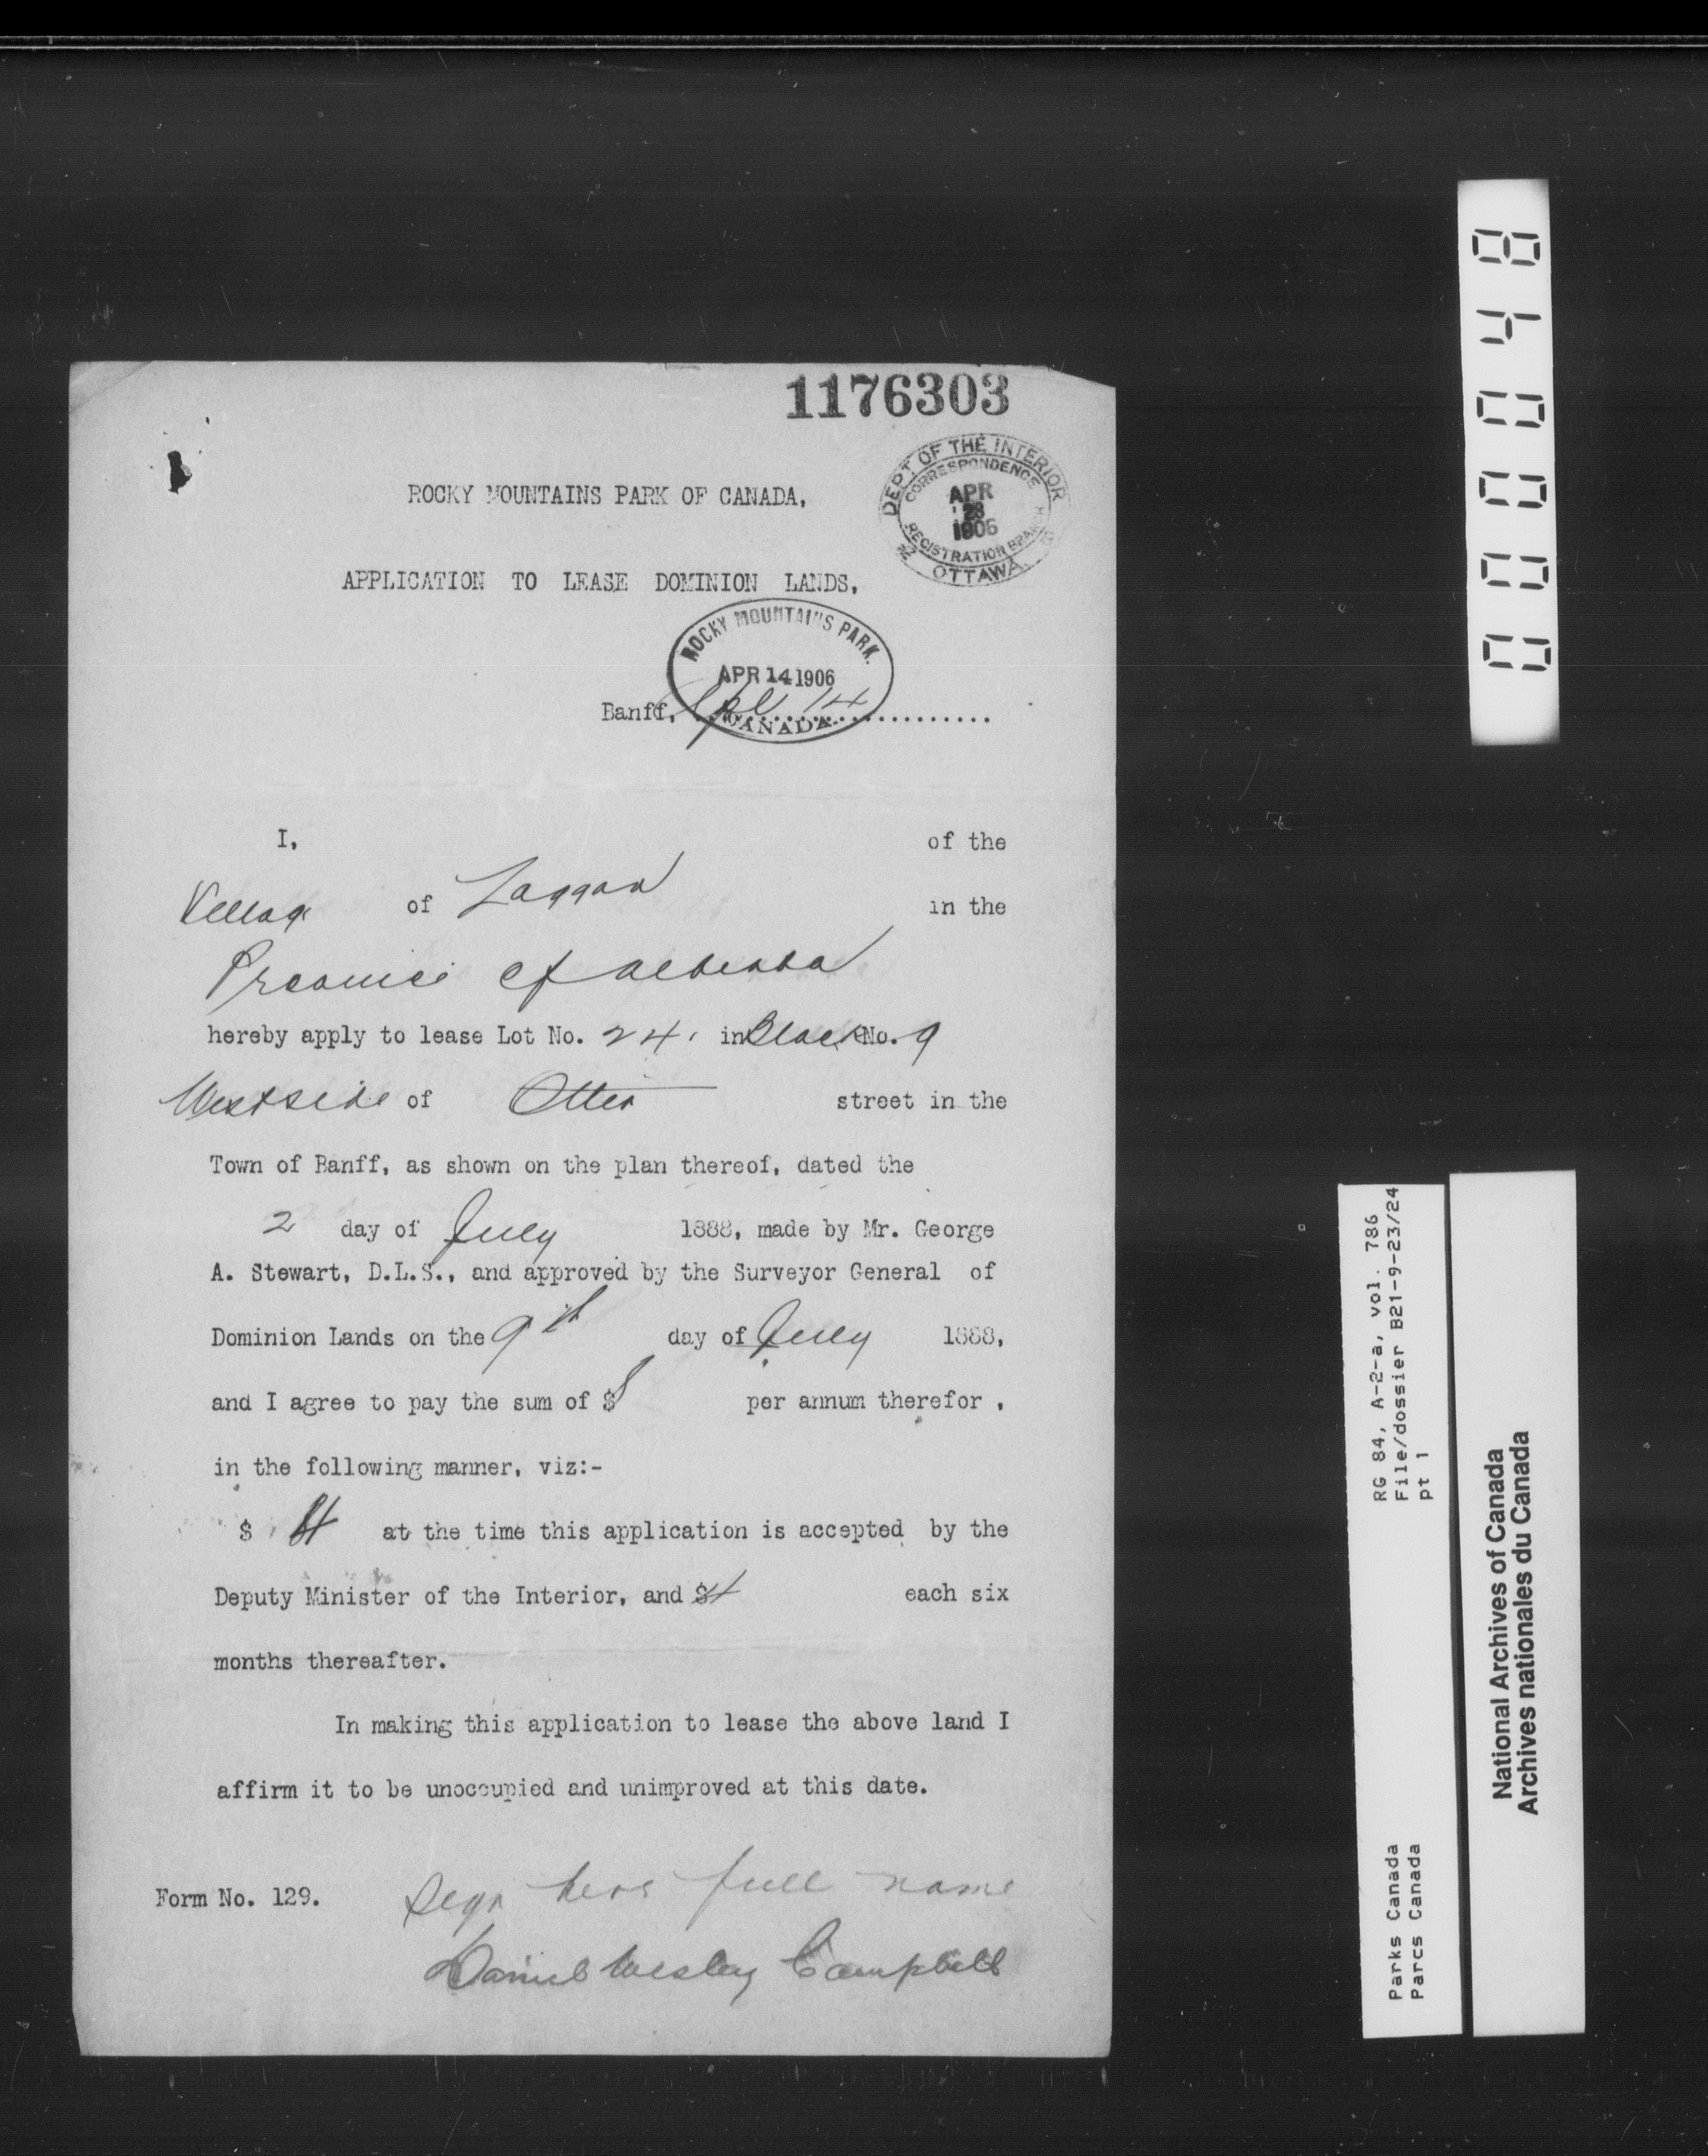 1176303
DEPT. OF THE INTERIOR
CORRESPONDENCE
APR
23
1906
REGISTRATION BRANCH
OTTAWA
ROCKY MOUNTAINS PARK OF CANADA,
APPLICATION TO LEASE DOMINION LANDS,
ROCKY MOUNTAINS PARK.
APR 14 1906
CANADA
Banff, Apl 14
I, of the
Village of Laggan in the
Province of Alberta
hereby apply to lease Lot No. 24. in Block No. 9
West side of Otter street in the
Town of Banff, as shown on the plan thereof, dated the
2 day of July 1888, made by Mr. George
A. Stewart, D.L.S., and approved by the Surveyor General of
Dominion Lands on the 9th day of July 1888,
and I agree to pay the sum of $8 per annum therefor ,
in the following manner, viz:-
$ 4 at the time this application is accepted by the
Deputy Minister of the Interior, and $4 each six
months thereafter.
In making this application to lease the above land I
affirm it to be unoccupied and unimproved at this date.
Form No. 129. Sign here full name
Daniel Wesley Campbell
00048
RG 84, A-2-a, vol. 786
File/dossier B21-9-23/24
pt 1
Parks Canada
Parcs Canada
National Archives of Canada
Archives nationales du Canada